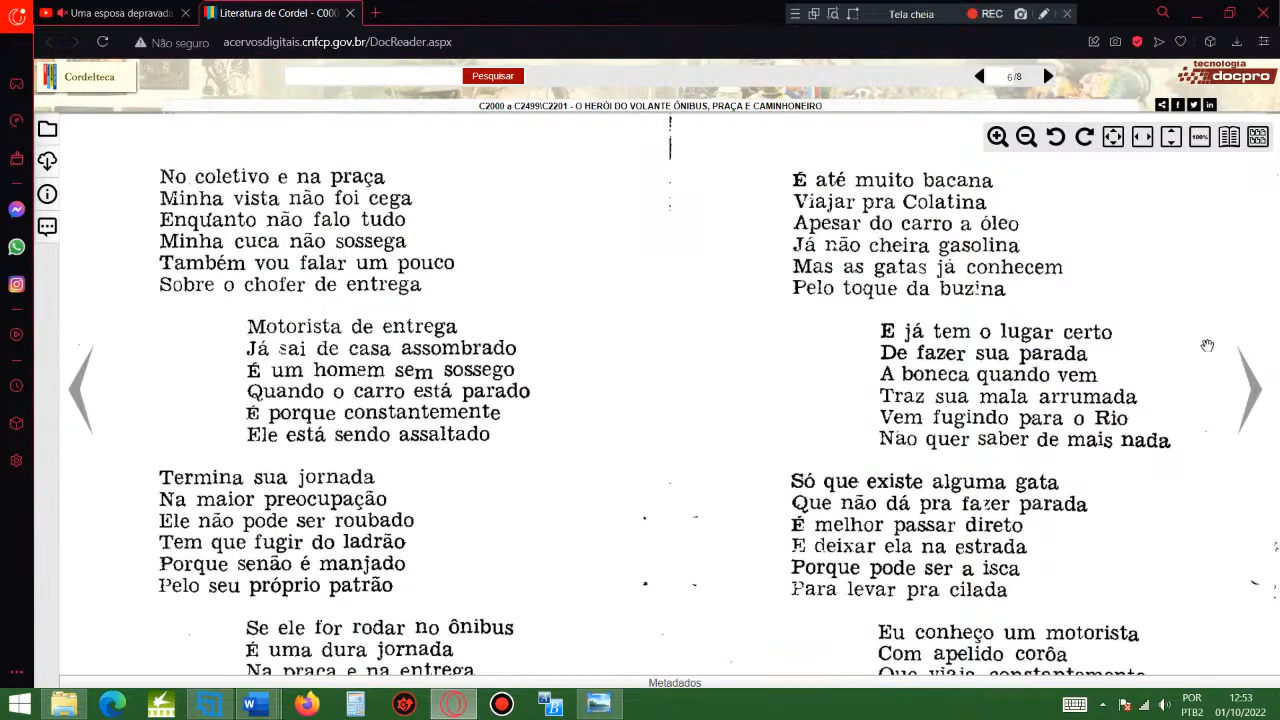 Uma esposa depravada
Literatura de Cordel - C000
Tela cheia
REC
Não seguro
acervosdigitais.cnfcp.gov.br/DocReader.aspx
Cordelteca
Pesquisar
6/8
tecnologia
docpro
C2000 a C2499\C2201 - O HERÓI DO VOLANTE ÔNIBUS, PRAÇA E CAMINHONEIRO
100%
No coletivo e na praça
Minha vista não foi cega
Enquanto não falo tudo
Minha cuca não sossega
Também vou falar um pouco
Sobre o chofer de entrega
Motorista de entrega
Já sai de casa assombrado
É um homem sem sossego
Quando o carro está parado
É porque constantemente
Ele está sendo assaltado
Termina sua jornada
Na maior preocupação
Ele não pode ser roubado
Tem que fugir do ladrão
Porque senão é manjado
Pelo seu próprio patrão
Se ele for rodar no ônibus
É uma dura jornada
Na praça e na entrega
É até muito bacana
Viajar pra Colatina
Apesar do carro a óleo
Já não cheira gasolina
Mas as gatas já conhecem
Pelo toque da buzina
E já tem o lugar certo
De fazer sua parada
A boneca quando vem
Traz sua mala arrumada
Vem fugindo para o Rio
Não quer saber de mais nada
Só que existe alguma gata
Que não dá pra fazer parada
É melhor passar direto
E deixar ela na estrada
Porque pode ser a isca
Para levar pra cilada
Eu conheço um motorista
Com apelido corôa
Que viaja constantemente
Metadados
POR
PTB2
12:53
01/10/2022